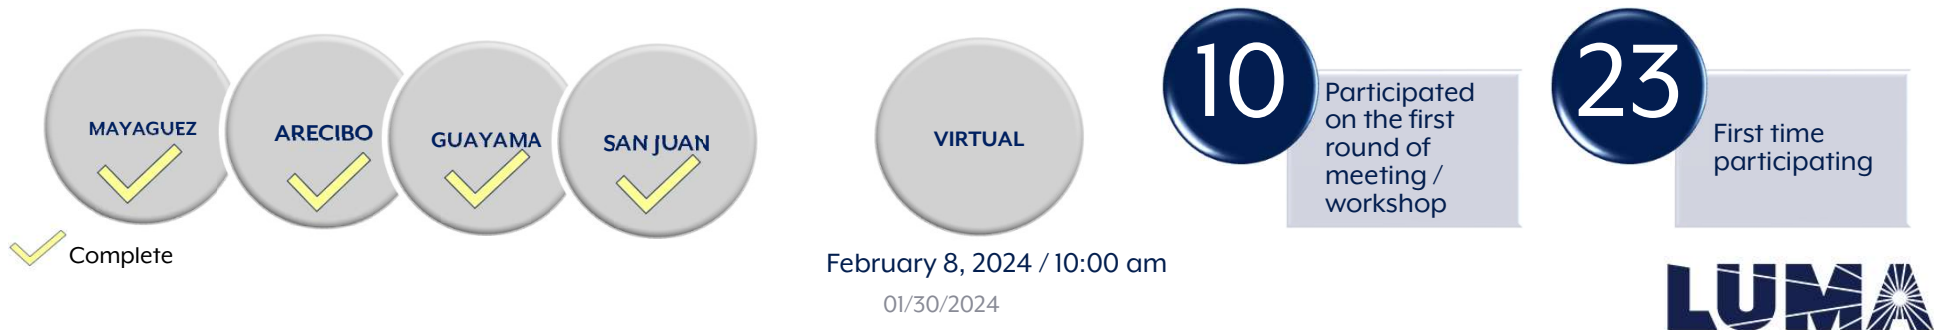 MAYAGUEZ
ARECIBO
GUAYAMA
SAN JUAN
Complete
VIRTUAL
February 8, 2024 / 10:00 am
01/30/2024
10
Participated
on the first
round of
meeting /
workshop
23
First time
participating
LUMA